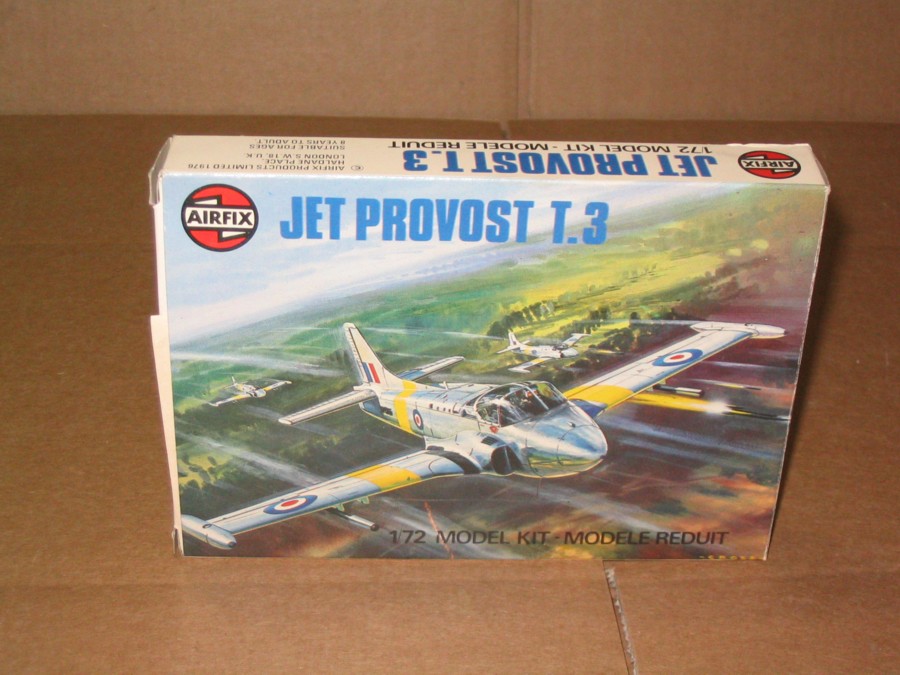 © AIRFIX PRODUCTS LIMITED 1976
HALDANE PLACE
LONDON S.W. 18, U.K.
SUITABLE FOR AGES
8 YEARS TO ADULT.
JET PROVOST T.3
1/72 MODEL KIT · MODELE REDUIT
AIRFIX
AIRFIX
JET PROVOST T.3
1/72 MODEL KIT · MODELE REDUIT